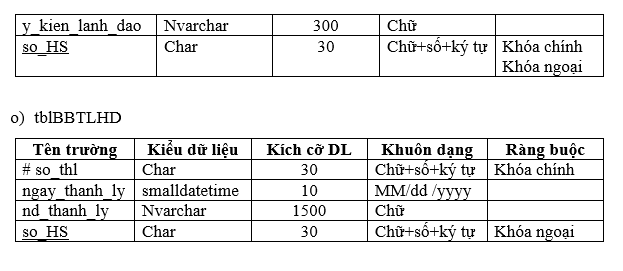 y_kien_lanh_dao Nvarchar 300 Chữ
so_HS Char 30 Chữ+số+ký tự Khóa chính
Khóa ngoại
o) tblBBTLHD
Tên trường Kiểu dữ liệu Kích cỡ DL Khuôn dạng Ràng buộc
# so_thl Char 30 Chữ+số+ký tự Khóa chính
ngay_thanh_ly smalldatetime 10 MM/dd /yyyy
nd_thanh_ly Nvarchar 1500 Chữ
so_HS Char 30 Chữ+số+ký tự Khóa ngoại